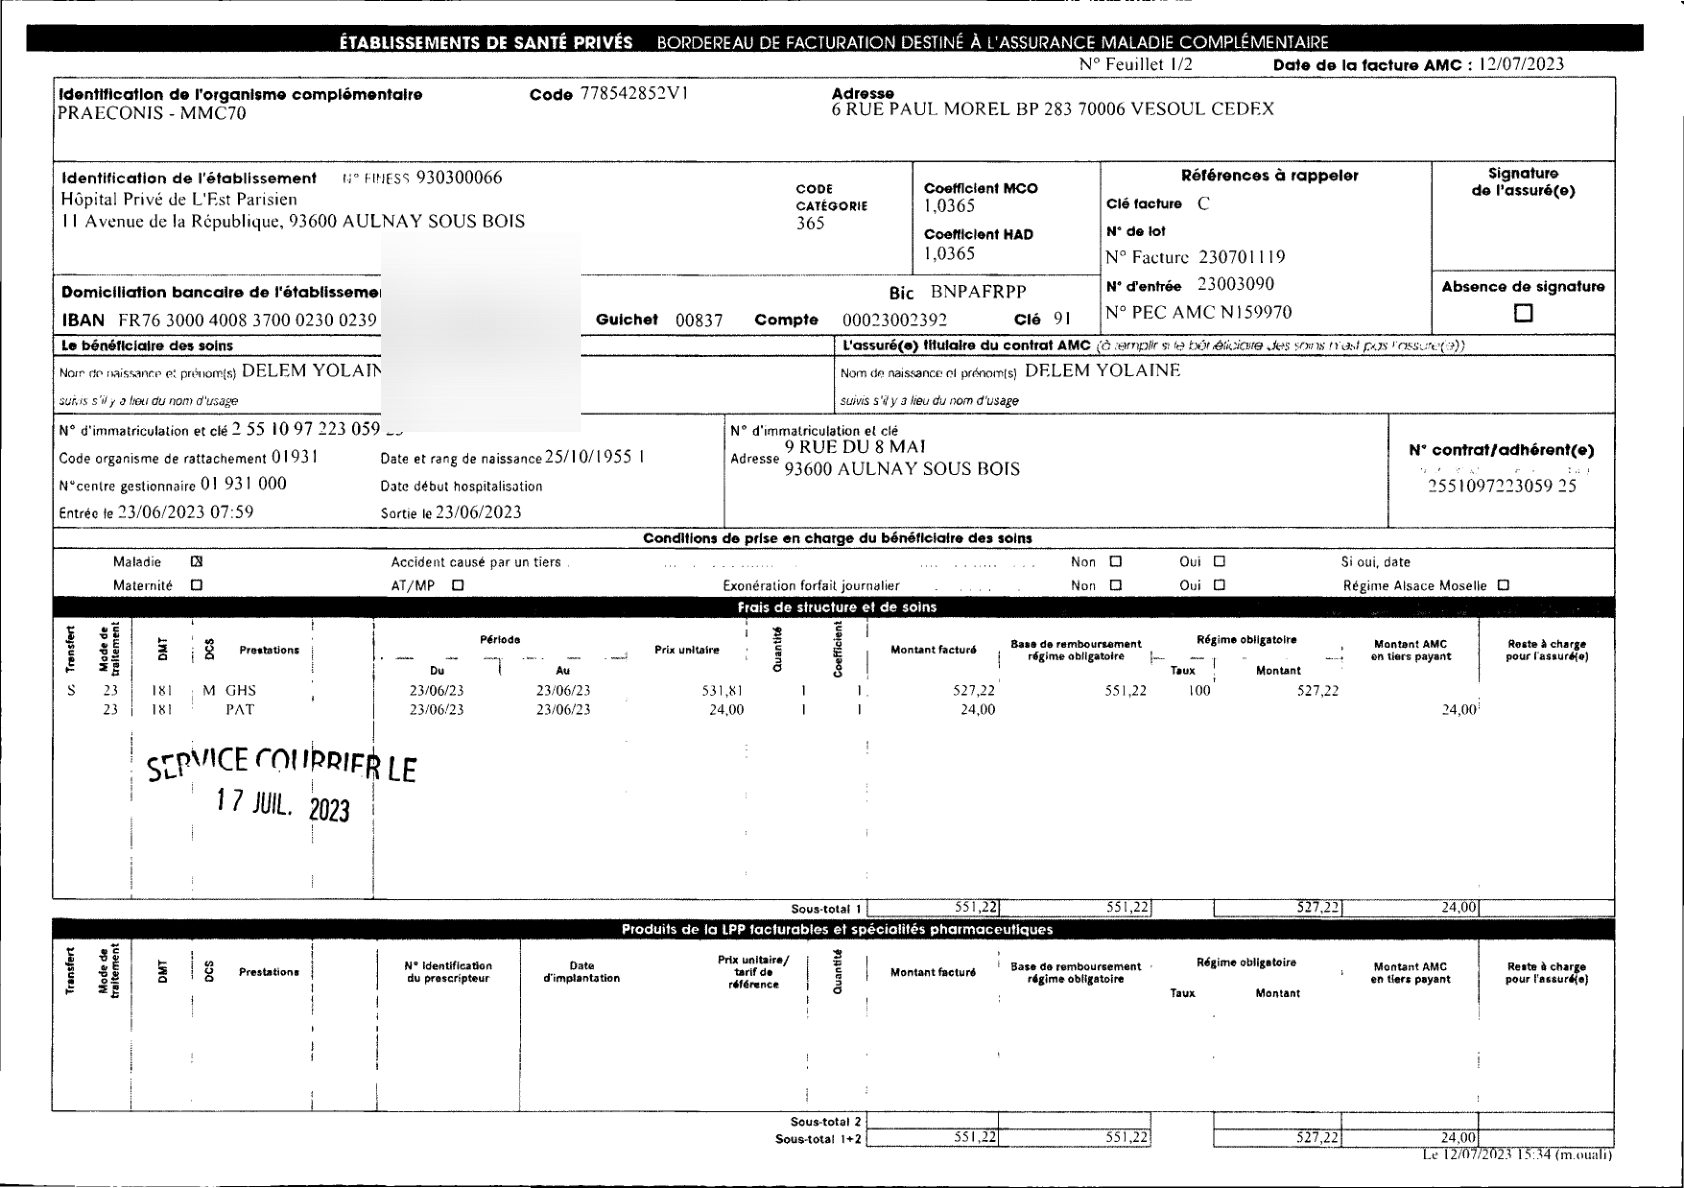 ÉTABLISSEMENTS DE SANTÉ PRIVÉS BORDEREAU DE FACTURATION DESTINÉ À L'ASSURANCE MALADIE COMPLÉMENTAIRE
N° Feuillet 1/2 Date de la facture AMC : 12/07/2023
Identification de l'organisme complémentaire Code 778542852V1 Adresse
PRAECONIS - MMC70 6 RUE PAUL MOREL BP 283 70006 VESOUL CEDEX
Identification de l'établissement N° FINESS 930300066
Hôpital Privé de L'Est Parisien
11 Avenue de la République, 93600 AULNAY SOUS BOIS
CODE CATÉGORIE
365
Coefficient MCO
1,0365
Coefficient HAD
1,0365
Références à rappeler
Clé facture C
N° de lot
N° Facture 230701119
N° d'entrée 23003090
N° PEC AMC N159970
Signature de l'assuré(e)
Absence de signature
Domiciliation bancaire de l'établisseme Bic BNPAFRPP
IBAN FR76 3000 4008 3700 0230 0239 Guichet 00837 Compte 00023002392 Clé 91
Le bénéficiaire des soins L'assuré(e) titulaire du contrat AMC (à remplir si le bénéficiaire des soins n'est pas l'assuré(e))
Nom de naissance et prénom(s) DELEM YOLAIN Nom de naissance et prénom(s) DELEM YOLAINE
suivis s'il y a lieu du nom d'usage suivis s'il y a lieu du nom d'usage
N° d'immatriculation et clé 2 55 10 97 223 059
Code organisme de rattachement 01931 Date et rang de naissance 25/10/1955 1
N°centre gestionnaire 01 931 000 Date début hospitalisation
Entrée le 23/06/2023 07:59 Sortie le 23/06/2023
N° d'immatriculation et clé
Adresse 9 RUE DU 8 MAI
93600 AULNAY SOUS BOIS
N° contrat/adhérent(e)
2551097223059 25
Conditions de prise en charge du bénéficiaire des soins
Maladie Accident causé par un tiers Non Oui Si oui, date
Maternité AT/MP Exonération forfait journalier Non Oui Régime Alsace Moselle
Frais de structure et de soins
Transfert Mode de traitement DMT DCS Prestations Période Du Au Prix unitaire Quantité Coefficient Montant facturé Base de remboursement régime obligatoire Régime obligatoire Taux Montant Montant AMC en tiers payant Reste à charge pour l'assuré(e)
S 23 181 M GHS 23/06/23 23/06/23 531,81 1 1 527,22 551,22 100 527,22
23 181 PAT 23/06/23 23/06/23 24,00 1 1 24,00 24,00
SERVICE COURRIER LE
17 JUIL. 2023
Sous-total 1 551,22 551,22 527,22 24,00
Produits de la LPP facturables et spécialités pharmaceutiques
Transfert Mode de traitement DMT DCS Prestations N° Identification du prescripteur Date d'implantation Prix unitaire/ tarif de référence Quantité Montant facturé Base de remboursement régime obligatoire Régime obligatoire Taux Montant Montant AMC en tiers payant Reste à charge pour l'assuré(e)
Sous-total 2
Sous-total 1+2 551,22 551,22 527,22 24,00
Le 12/07/2023 15:34 (m.ouali)